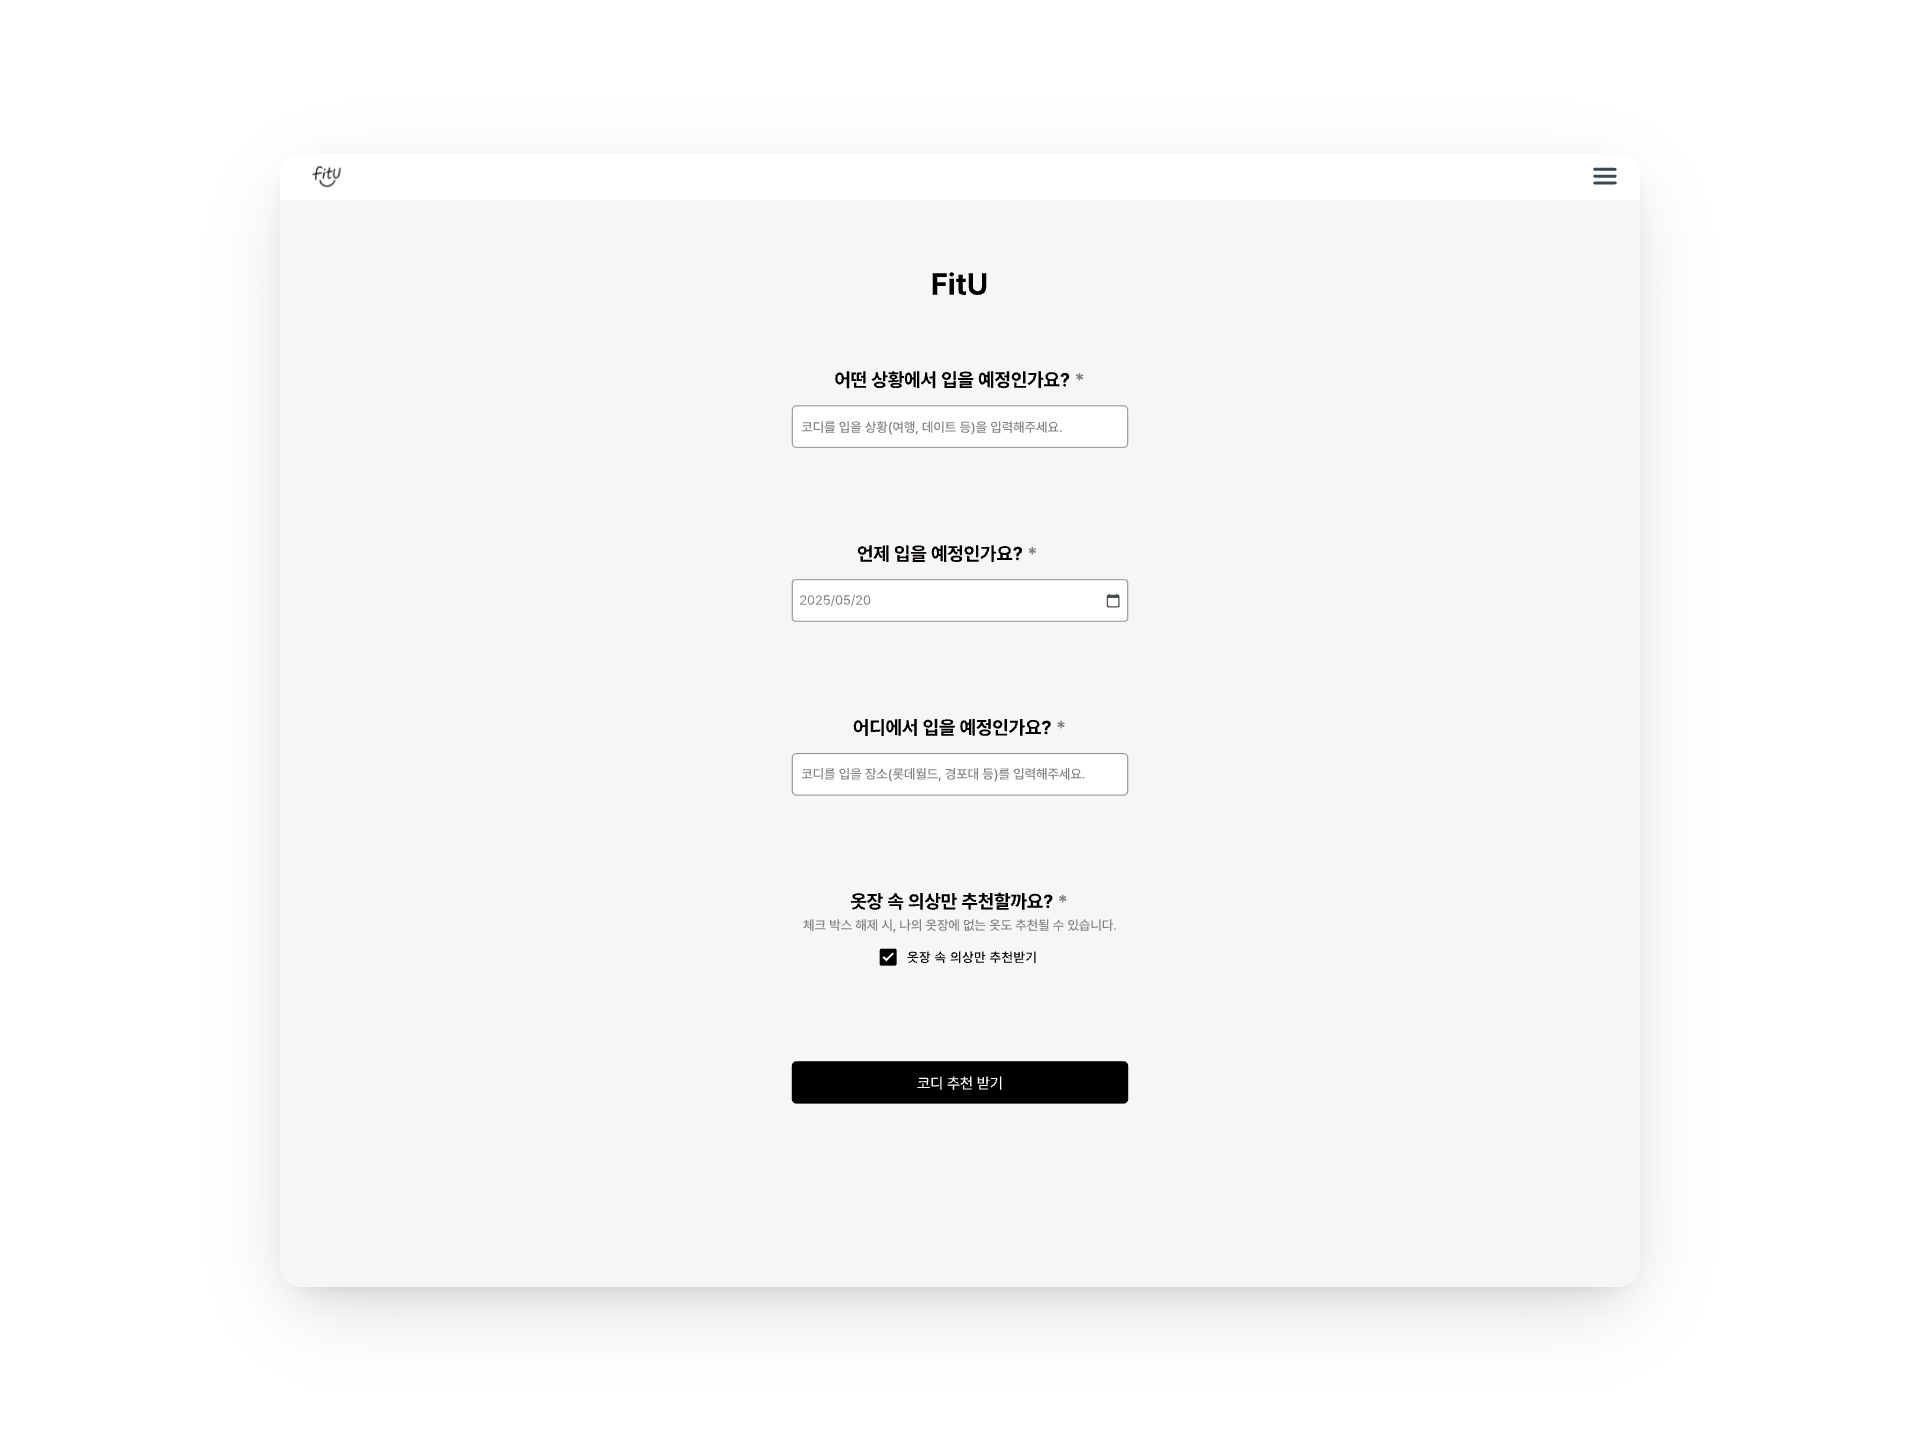 fitU
FitU
어떤 상황에서 입을 예정인가요? *
코디를 입을 상황(여행, 데이트 등)을 입력해주세요.
언제 입을 예정인가요? *
2025/05/20
어디에서 입을 예정인가요? *
코디를 입을 장소(롯데월드, 경포대 등)를 입력해주세요.
옷장 속 의상만 추천할까요? *
체크 박스 해제 시, 나의 옷장에 없는 옷도 추천될 수 있습니다.
옷장 속 의상만 추천받기
코디 추천 받기